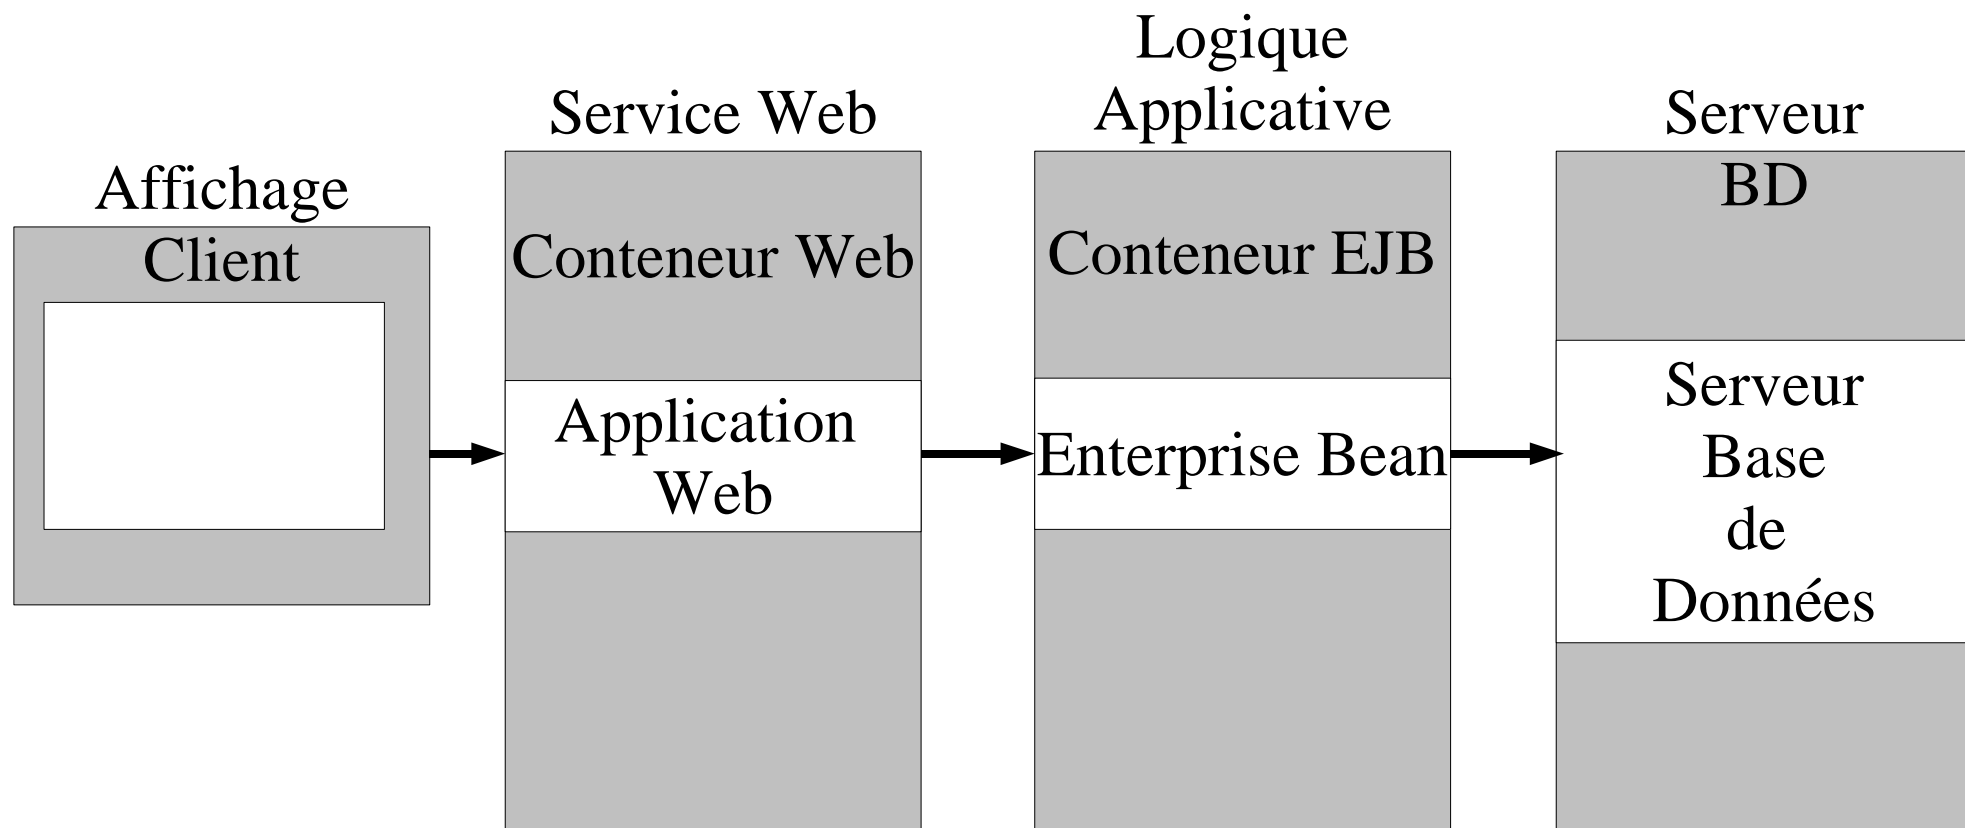 Affichage
Client
Service Web
Conteneur Web
Application
Web
Logique
Applicative
Conteneur EJB
Enterprise Bean
Serveur
BD
Serveur
Base
de
Données